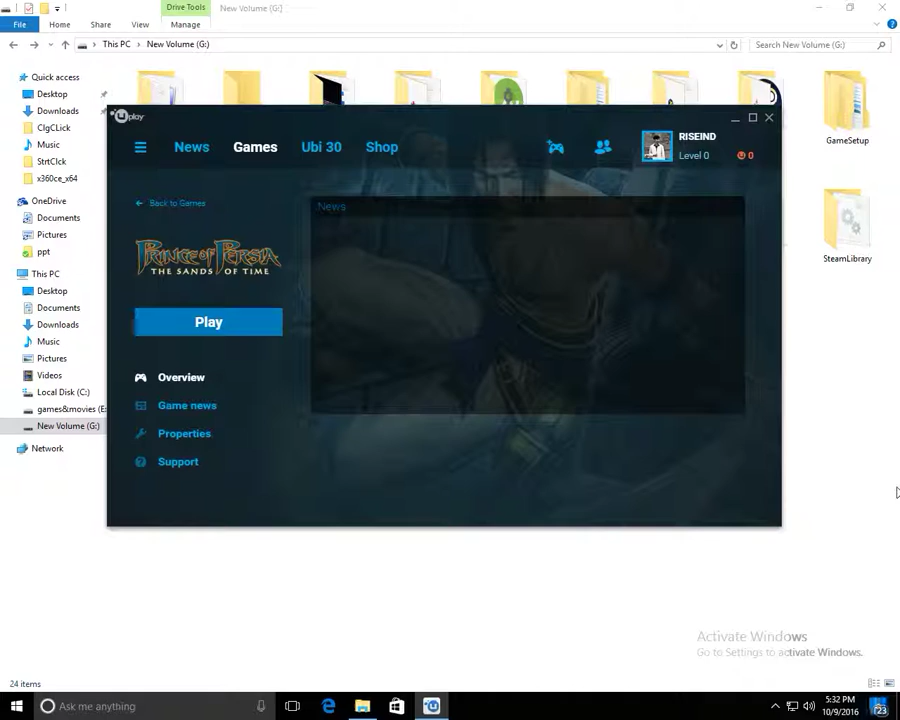 Drive Tools
New Volume (G:)
File
Home
Share
View
Manage
This PC
New Volume (G:)
Search New Volume (G:)
Quick access
Desktop
Downloads
ClgCLick
Music
StrtClck
x360ce_x64
OneDrive
Documents
Pictures
ppt
This PC
Desktop
Documents
Downloads
Music
Pictures
Videos
Local Disk (C:)
games&movies (E:
New Volume (G:)
Network
GameSetup
SteamLibrary
uplay
News
Games
Ubi 30
Shop
RISEIND
Level 0
0
Back to Games
News
PRINCE OF PERSIA
THE SANDS OF TIME
Play
Overview
Game news
Properties
Support
Activate Windows
Go to Settings to activate Windows.
24 items
Ask me anything
5:32 PM
10/9/2016
23